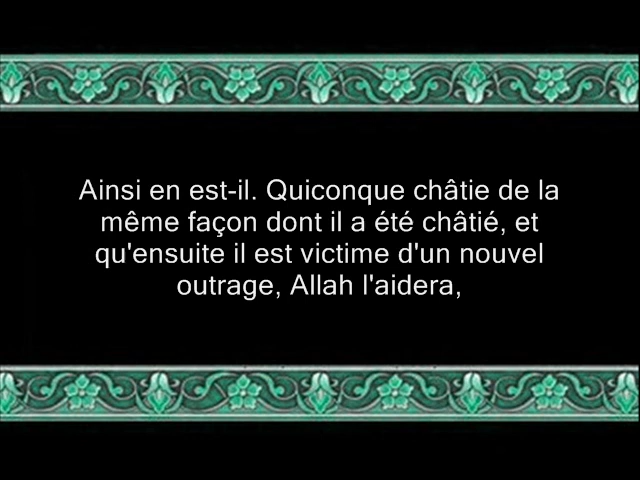 Ainsi en est-il. Quiconque châtie de la
même façon dont il a été châtié, et
qu'ensuite il est victime d'un nouvel
outrage, Allah l'aidera,